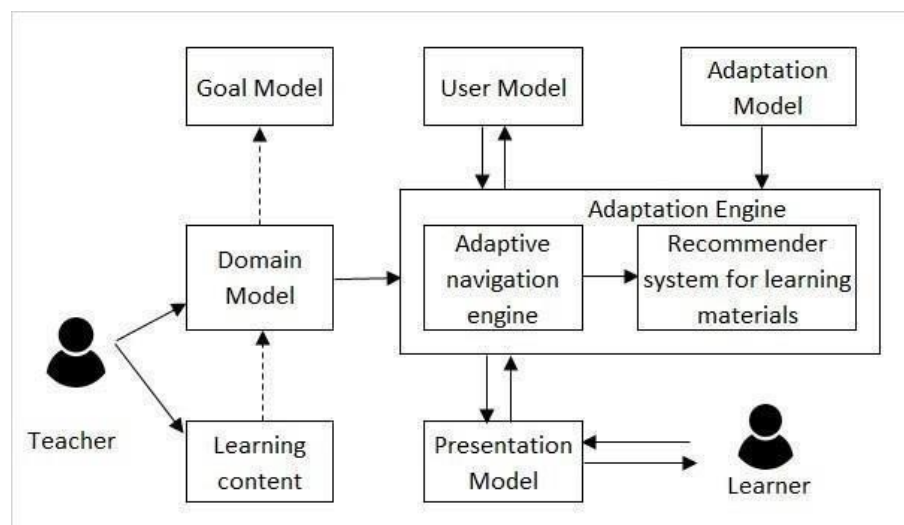 Goal Model
User Model
Adaptation
Model
Adaptation Engine
Domain
Model
Adaptive
navigation
engine
Recommender
system for learning
materials
Teacher
Learning
content
Presentation
Model
Learner